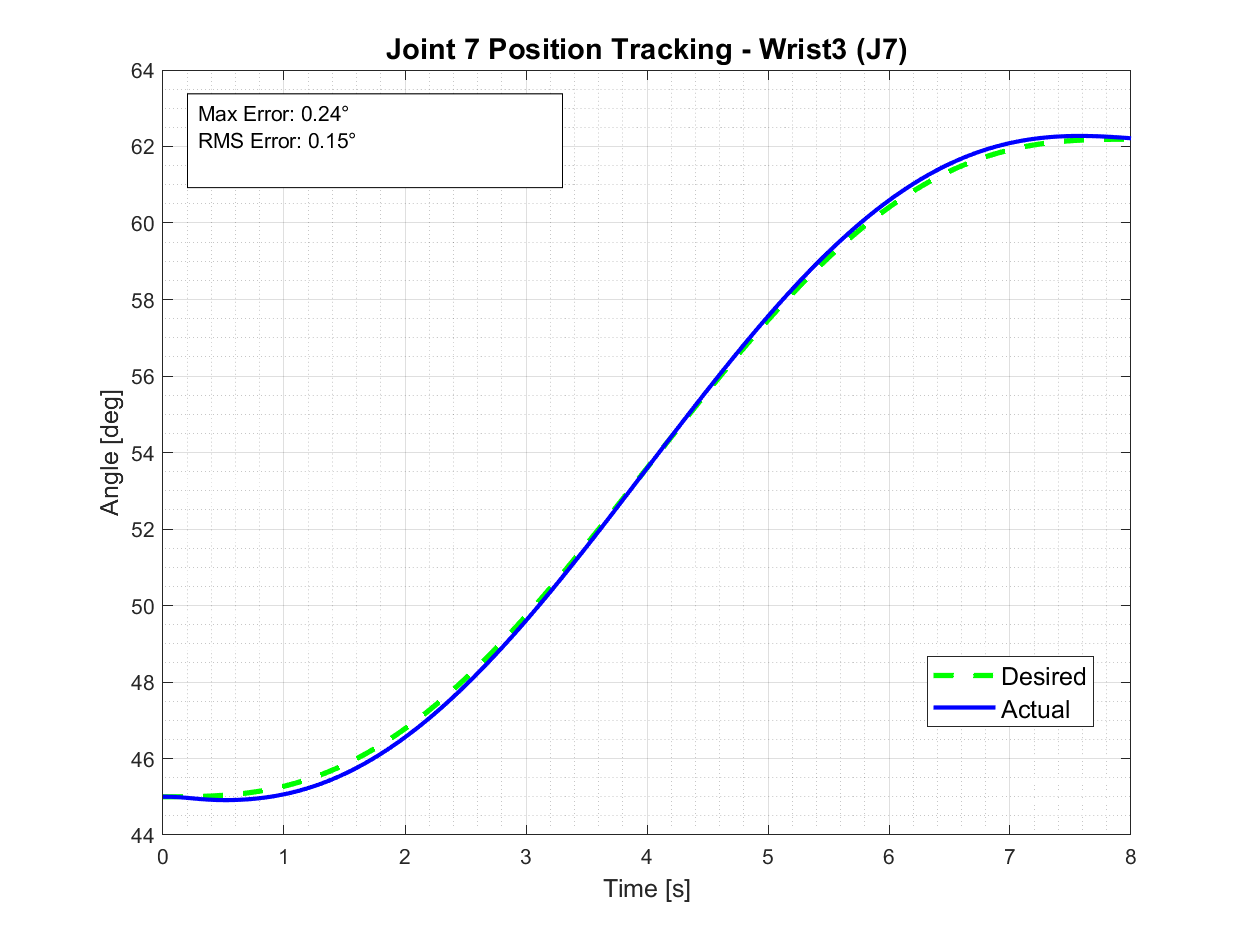 Joint 7 Position Tracking - Wrist3 (J7)
64
62
60
58
56
54
52
50
48
46
44
Max Error: 0.24°
RMS Error: 0.15°
Angle [deg]
Desired
Actual
0 1 2 3 4 5 6 7 8
Time [s]